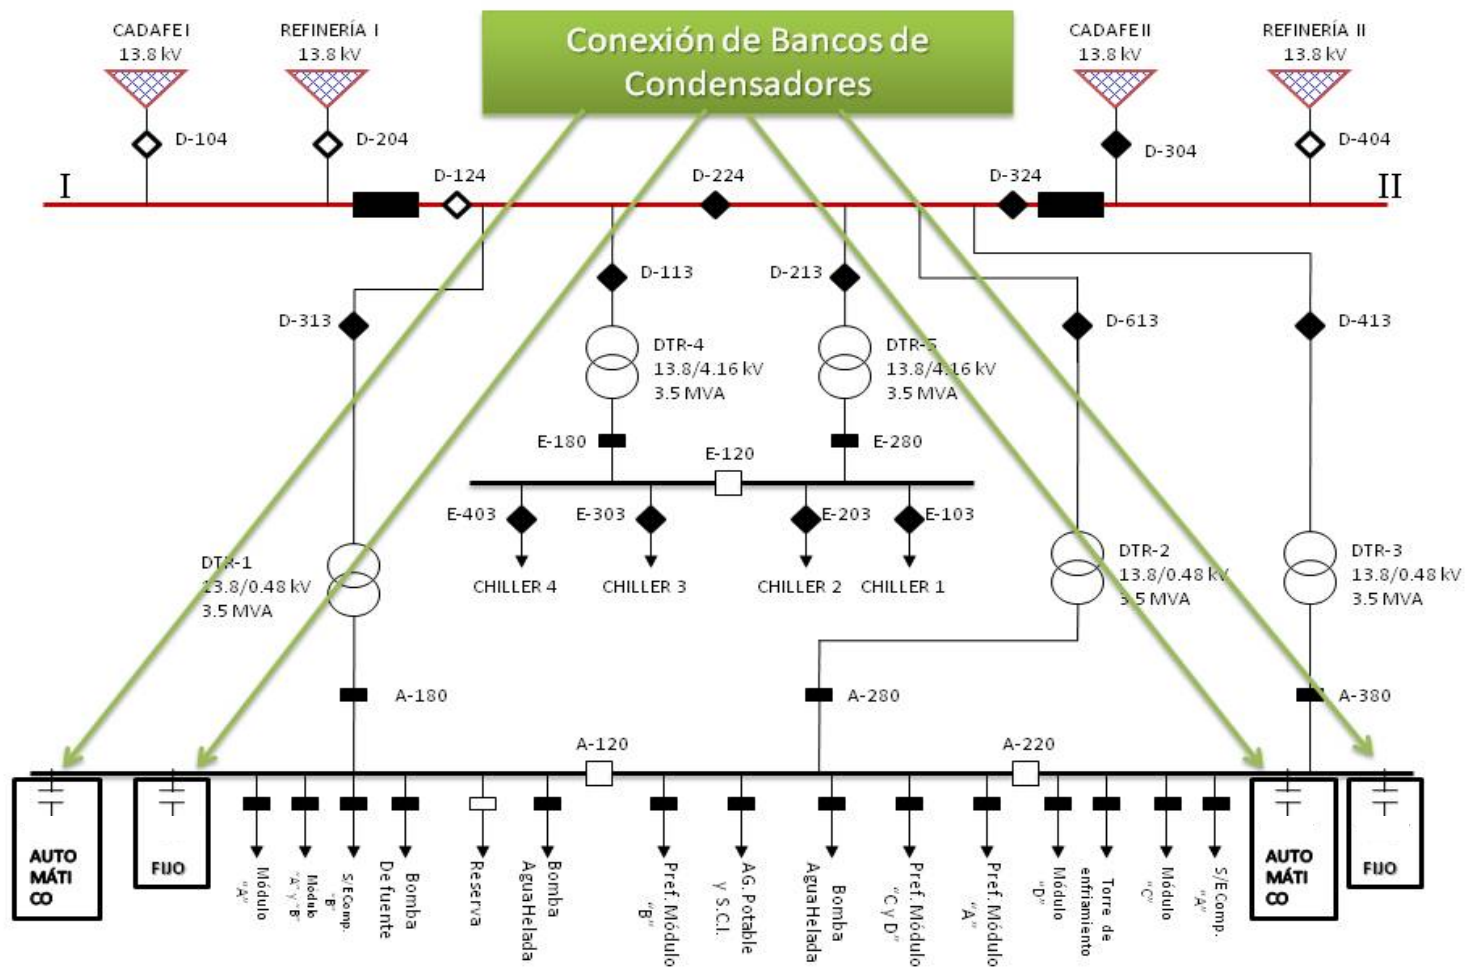 CADAFE I
13.8 kV
REFINERÍA I
13.8 kV
Conexión de Bancos de
Condensadores
CADAFE II
13.8 kV
REFINERÍA II
13.8 kV
D-104
D-204
D-304
D-404
I
D-124
D-224
D-324
II
D-113
D-213
D-313
D-613
D-413
DTR-4
13.8/4.16 kV
3.5 MVA
DTR-5
13.8/4.16 kV
3.5 MVA
E-180
E-280
E-120
E-403
E-303
E-203
E-103
CHILLER 4
CHILLER 3
CHILLER 2
CHILLER 1
DTR-1
13.8/0.48 kV
3.5 MVA
DTR-2
13.8/0.48 kV
3.5 MVA
DTR-3
13.8/0.48 kV
3.5 MVA
A-180
A-280
A-380
A-120
A-220
AUTO
MÁTI
CO
FIJO
Módulo
"A"
Módulo
"A" y "B"
S/E Comp.
"B"
Bomba
De fuente
Reserva
Bomba
Agua Helada
Pref. Módulo
"B"
AG. Potable
y S.C.I.
Bomba
Agua Helada
Pref. Módulo
"C y D"
Pref. Módulo
"A"
Módulo
"D"
Torre de
enfriamiento
Módulo
"C"
S/E Comp.
"A"
AUTO
MÁTI
CO
FIJO